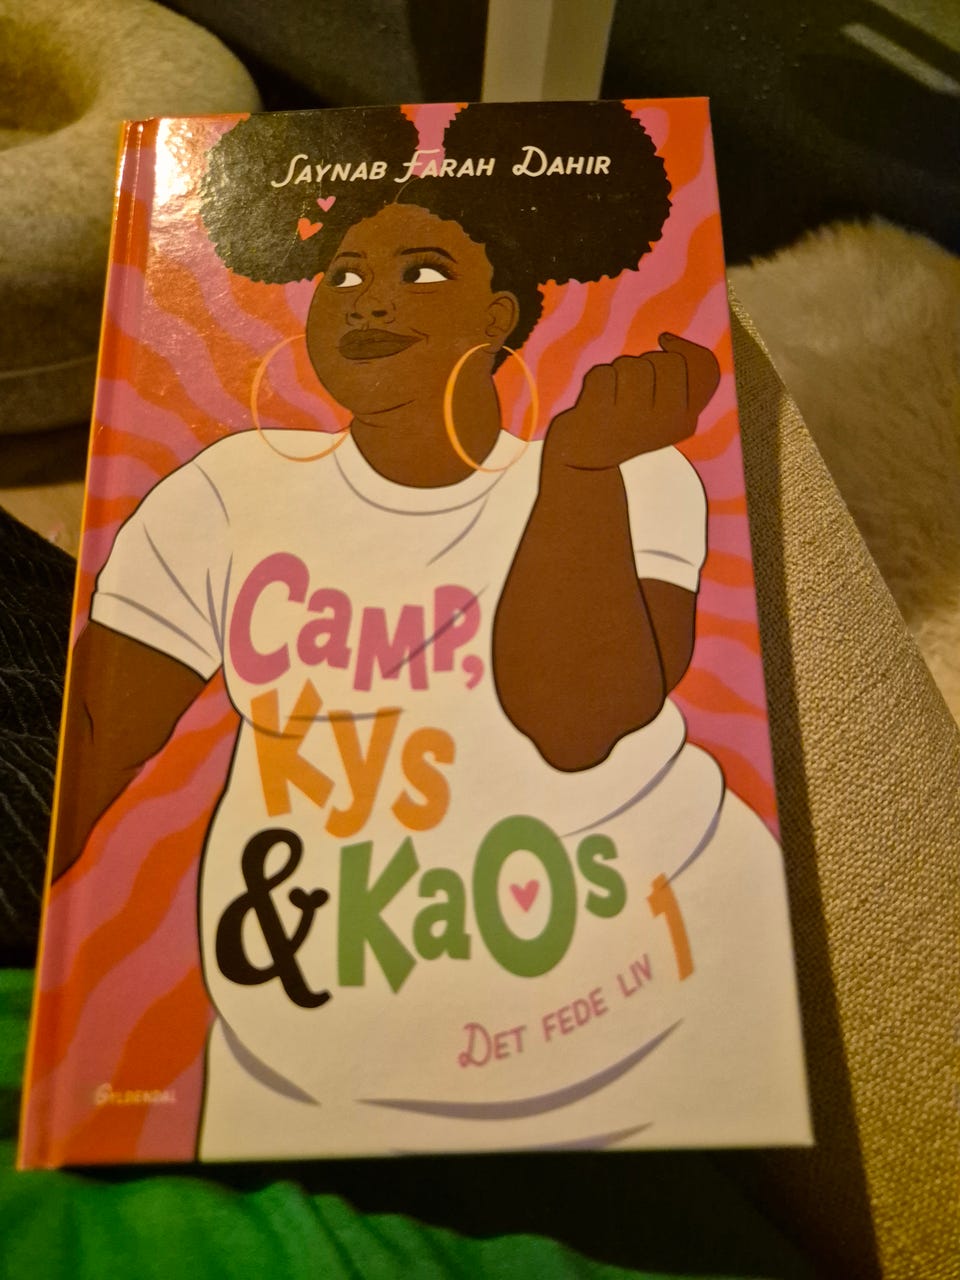 Saynab Farah Dahir
Camp,
Kys
& Kaos
1
Det fede liv
Gyldendal